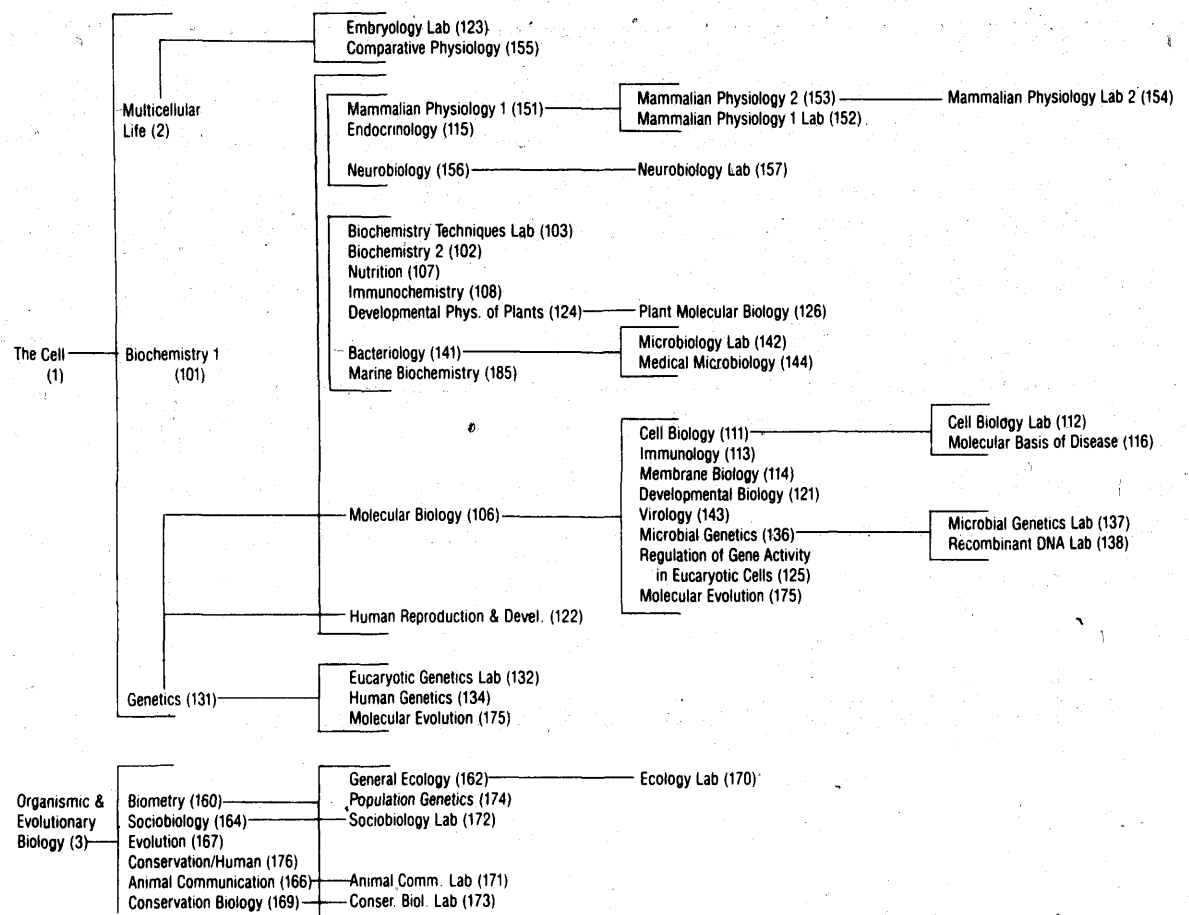 Embryology Lab (123)
Comparative Physiology (155)
Multicellular
Life (2)
Mammalian Physiology 1 (151)
Endocrinology (115)
Neurobiology (156)
Mammalian Physiology 2 (153)
Mammalian Physiology 1 Lab (152)
Mammalian Physiology Lab 2 (154)
Neurobiology Lab (157)
Biochemistry Techniques Lab (103)
Biochemistry 2 (102)
Nutrition (107)
Immunochemistry (108)
Developmental Phys. of Plants (124)
Plant Molecular Biology (126)
The Cell
(1)
Biochemistry 1
(101)
Bacteriology (141)
Marine Biochemistry (185)
Microbiology Lab (142)
Medical Microbiology (144)
Cell Biology (111)
Immunology (113)
Membrane Biology (114)
Developmental Biology (121)
Virology (143)
Microbial Genetics (136)
Regulation of Gene Activity
in Eucaryotic Cells (125)
Molecular Evolution (175)
Cell Biology Lab (112)
Molecular Basis of Disease (116)
Molecular Biology (106)
Microbial Genetics Lab (137)
Recombinant DNA Lab (138)
Human Reproduction & Devel. (122)
Genetics (131)
Eucaryotic Genetics Lab (132)
Human Genetics (134)
Molecular Evolution (175)
Organismic &
Evolutionary
Biology (3)
Biometry (160)
Sociobiology (164)
Evolution (167)
Conservation/Human (176)
Animal Communication (166)
Conservation Biology (169)
General Ecology (162)
Population Genetics (174)
Sociobiology Lab (172)
Animal Comm. Lab (171)
Conser. Biol. Lab (173)
Ecology Lab (170)